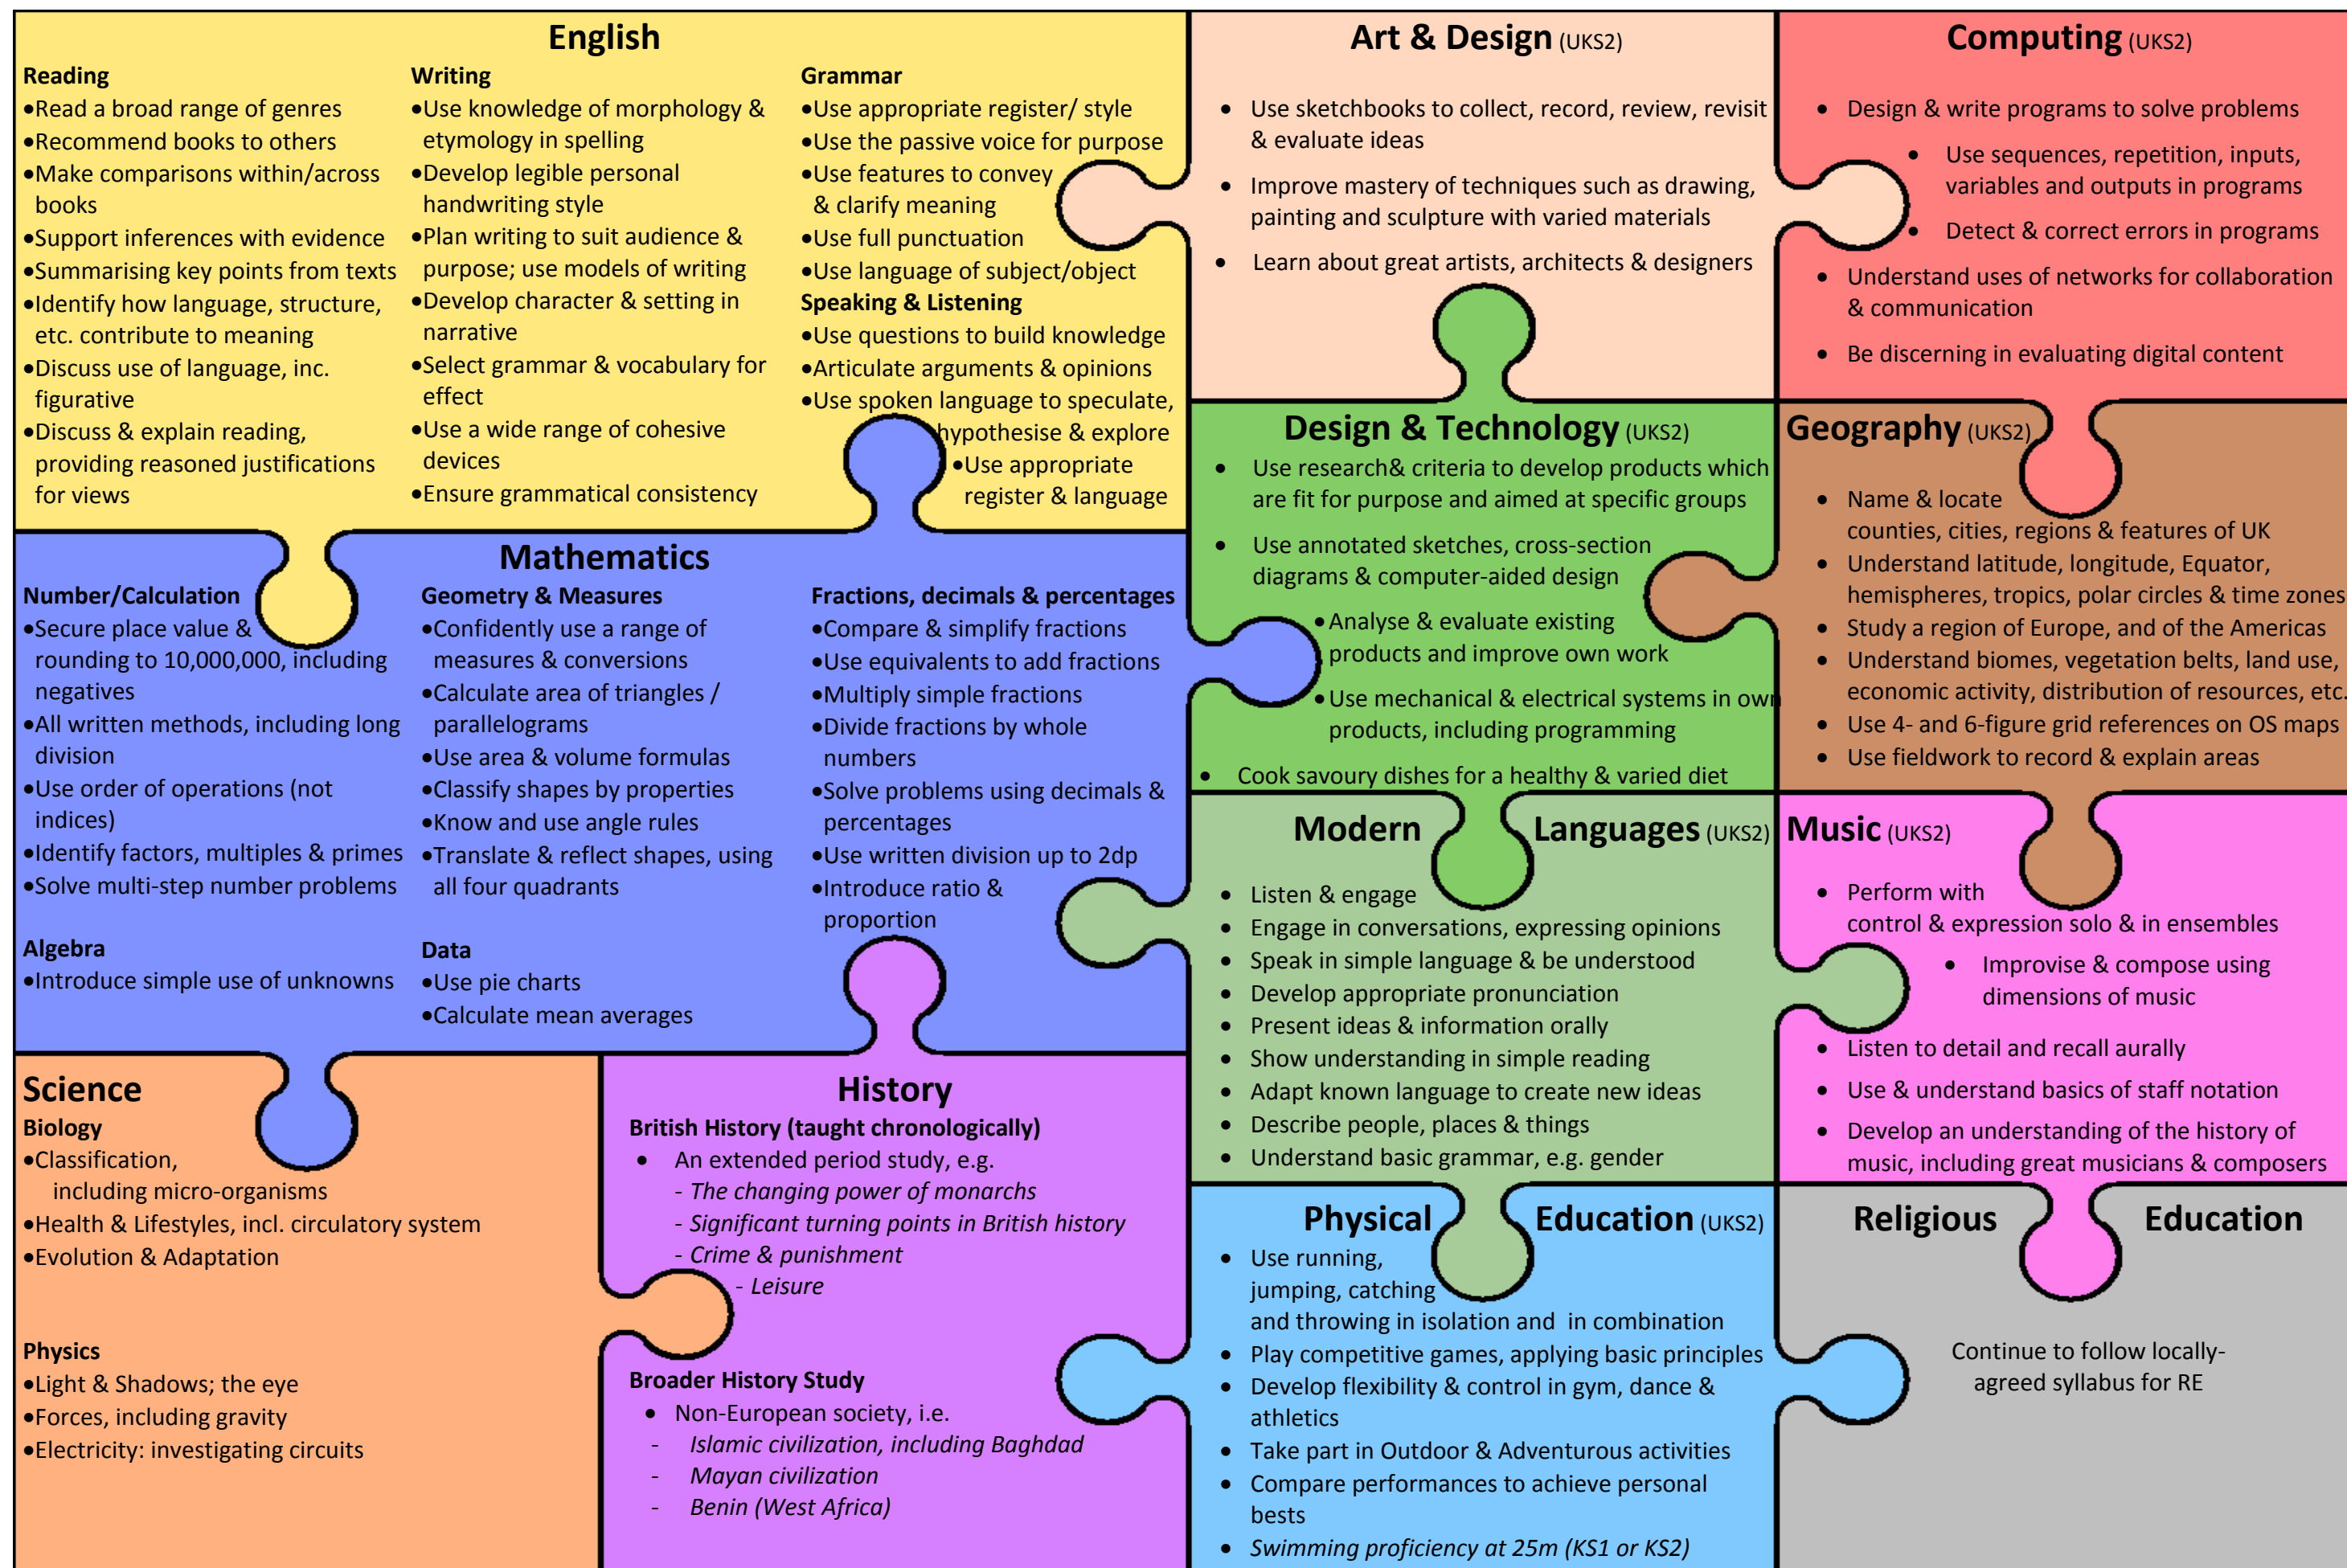 English
Reading
•Read a broad range of genres
•Recommend books to others
•Make comparisons within/across
books
•Support inferences with evidence
•Summarising key points from texts
•Identify how language, structure,
etc. contribute to meaning
•Discuss use of language, inc.
figurative
•Discuss & explain reading,
providing reasoned justifications
for views
Writing
•Use knowledge of morphology &
etymology in spelling
•Develop legible personal
handwriting style
•Plan writing to suit audience &
purpose; use models of writing
•Develop character & setting in
narrative
•Select grammar & vocabulary for
effect
•Use a wide range of cohesive
devices
•Ensure grammatical consistency
Grammar
•Use appropriate register/ style
•Use the passive voice for purpose
•Use features to convey
& clarify meaning
•Use full punctuation
•Use language of subject/object
Speaking & Listening
•Use questions to build knowledge
•Articulate arguments & opinions
•Use spoken language to speculate,
hypothesise & explore
•Use appropriate
register & language
Art & Design (UKS2)
• Use sketchbooks to collect, record, review, revisit
& evaluate ideas
• Improve mastery of techniques such as drawing,
painting and sculpture with varied materials
• Learn about great artists, architects & designers
Computing (UKS2)
• Design & write programs to solve problems
• Use sequences, repetition, inputs,
variables and outputs in programs
• Detect & correct errors in programs
• Understand uses of networks for collaboration
& communication
• Be discerning in evaluating digital content
Mathematics
Number/Calculation
•Secure place value &
rounding to 10,000,000, including
negatives
•All written methods, including long
division
•Use order of operations (not
indices)
•Identify factors, multiples & primes
•Solve multi-step number problems
Algebra
•Introduce simple use of unknowns
Geometry & Measures
•Confidently use a range of
measures & conversions
•Calculate area of triangles /
parallelograms
•Use area & volume formulas
•Classify shapes by properties
•Know and use angle rules
•Translate & reflect shapes, using
all four quadrants
Data
•Use pie charts
•Calculate mean averages
Fractions, decimals & percentages
•Compare & simplify fractions
•Use equivalents to add fractions
•Multiply simple fractions
•Divide fractions by whole
numbers
•Solve problems using decimals &
percentages
•Use written division up to 2dp
•Introduce ratio &
proportion
Design & Technology (UKS2)
• Use research& criteria to develop products which
are fit for purpose and aimed at specific groups
• Use annotated sketches, cross-section
diagrams & computer-aided design
•Analyse & evaluate existing
products and improve own work
•Use mechanical & electrical systems in own
products, including programming
• Cook savoury dishes for a healthy & varied diet
Geography (UKS2)
• Name & locate
counties, cities, regions & features of UK
• Understand latitude, longitude, Equator,
hemispheres, tropics, polar circles & time zones
• Study a region of Europe, and of the Americas
• Understand biomes, vegetation belts, land use,
economic activity, distribution of resources, etc.
• Use 4- and 6-figure grid references on OS maps
• Use fieldwork to record & explain areas
Modern Languages (UKS2)
• Listen & engage
• Engage in conversations, expressing opinions
• Speak in simple language & be understood
• Develop appropriate pronunciation
• Present ideas & information orally
• Show understanding in simple reading
• Adapt known language to create new ideas
• Describe people, places & things
• Understand basic grammar, e.g. gender
Music (UKS2)
• Perform with
control & expression solo & in ensembles
• Improvise & compose using
dimensions of music
• Listen to detail and recall aurally
• Use & understand basics of staff notation
• Develop an understanding of the history of
music, including great musicians & composers
Science
Biology
•Classification,
including micro-organisms
•Health & Lifestyles, incl. circulatory system
•Evolution & Adaptation
Physics
•Light & Shadows; the eye
•Forces, including gravity
•Electricity: investigating circuits
History
British History (taught chronologically)
• An extended period study, e.g.
- The changing power of monarchs
- Significant turning points in British history
- Crime & punishment
- Leisure
Broader History Study
• Non-European society, i.e.
- Islamic civilization, including Baghdad
- Mayan civilization
- Benin (West Africa)
Physical Education (UKS2)
• Use running,
jumping, catching
and throwing in isolation and in combination
• Play competitive games, applying basic principles
• Develop flexibility & control in gym, dance &
athletics
• Take part in Outdoor & Adventurous activities
• Compare performances to achieve personal
bests
• Swimming proficiency at 25m (KS1 or KS2)
Religious Education
Continue to follow locally-
agreed syllabus for RE